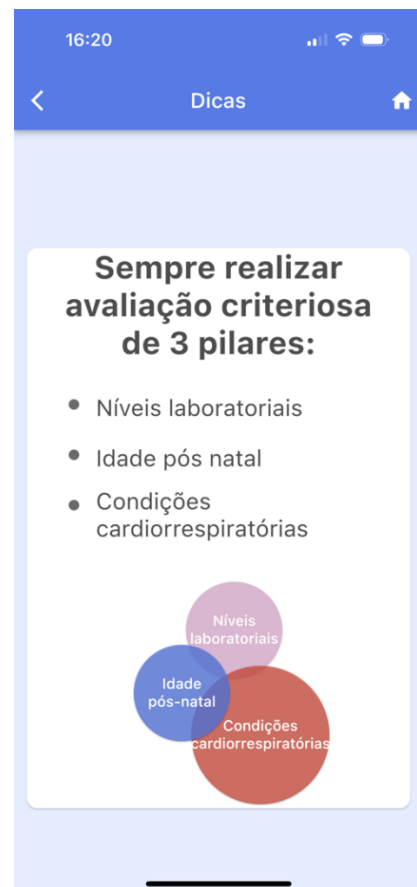 16:20
Dicas
Sempre realizar
avaliação criteriosa
de 3 pilares:
Níveis laboratoriais
Idade pós natal
Condições
cardiorrespiratórias
Níveis
laboratoriais
Idade
pós-natal
Condições
cardiorrespiratórias